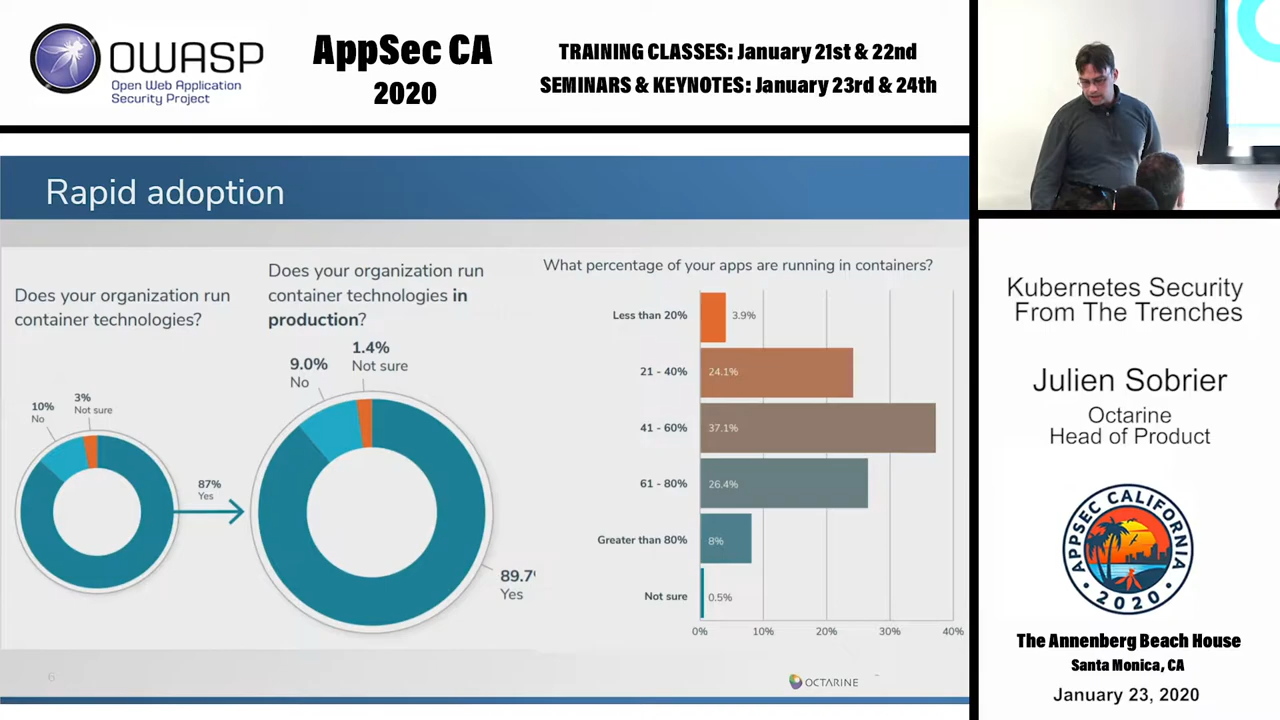 OWASP
Open Web Application
Security Project
AppSec CA
2020
TRAINING CLASSES: January 21st & 22nd
SEMINARS & KEYNOTES: January 23rd & 24th
Rapid adoption
Does your organization run
container technologies?
10%
No
3%
Not sure
87%
Yes
Does your organization run
container technologies in
production?
9.0%
No
1.4%
Not sure
89.7
Yes
What percentage of your apps are running in containers?
Less than 20%
3.9%
21 - 40%
24.1%
41 - 60%
37.1%
61 - 80%
26.4%
Greater than 80%
8%
Not sure
0.5%
0%
10%
20%
30%
40%
6
OCTARINE
Kubernetes Security
From The Trenches
Julien Sobrier
Octarine
Head of Product
APPSEC CALIFORNIA
2020
The Annenberg Beach House
Santa Monica, CA
January 23, 2020